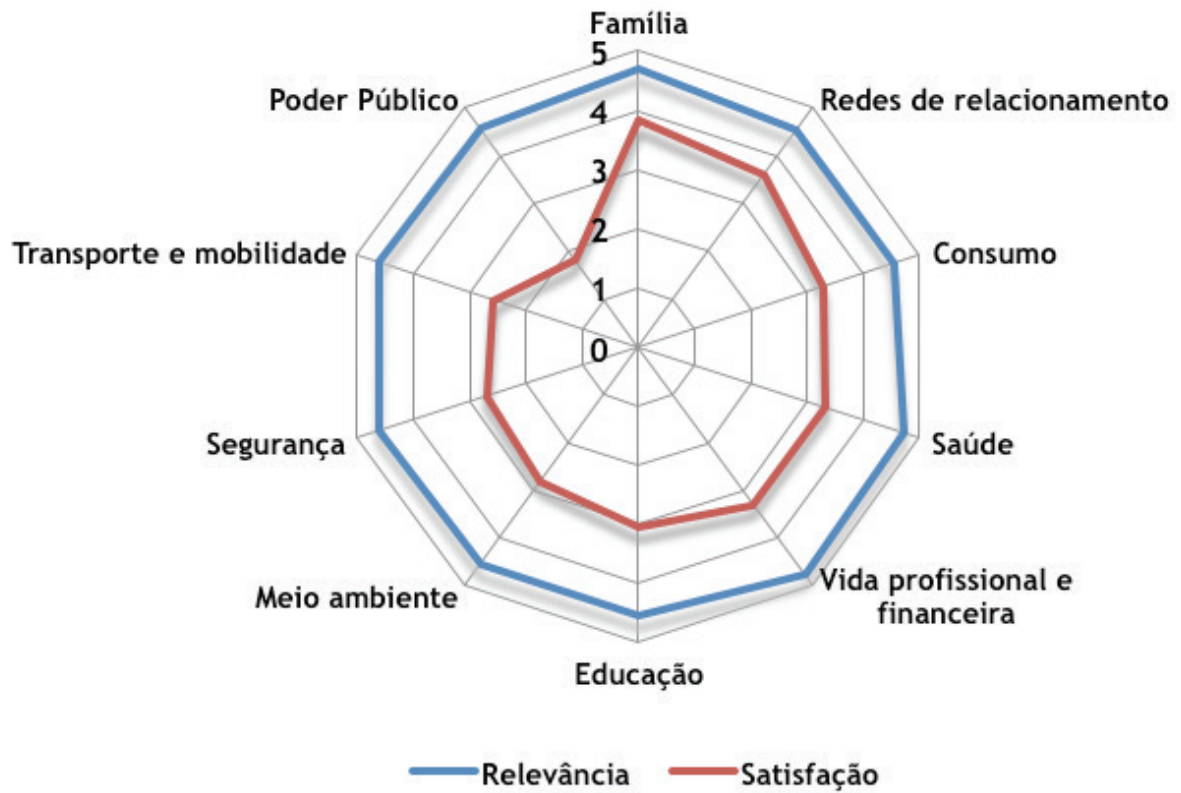 Família
5
Poder Público
Redes de relacionamento
4
3
Transporte e mobilidade
Consumo
2
1
0
Segurança
Saúde
Meio ambiente
Vida profissional e
financeira
Educação
Relevância
Satisfação